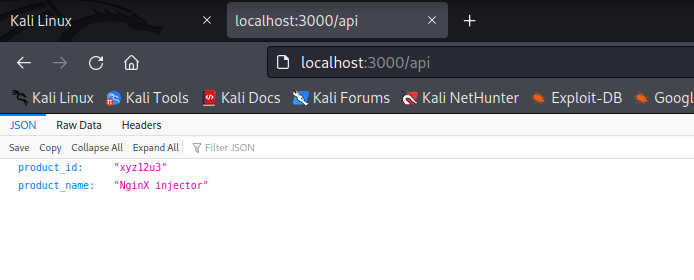 Kali Linux × localhost:3000/api × +
localhost:3000/api
Kali Linux Kali Tools Kali Docs Kali Forums Kali NetHunter Exploit-DB Googl
JSON Raw Data Headers
Save Copy Collapse All Expand All Filter JSON
product_id: "xyz12u3"
product_name: "NginX injector"